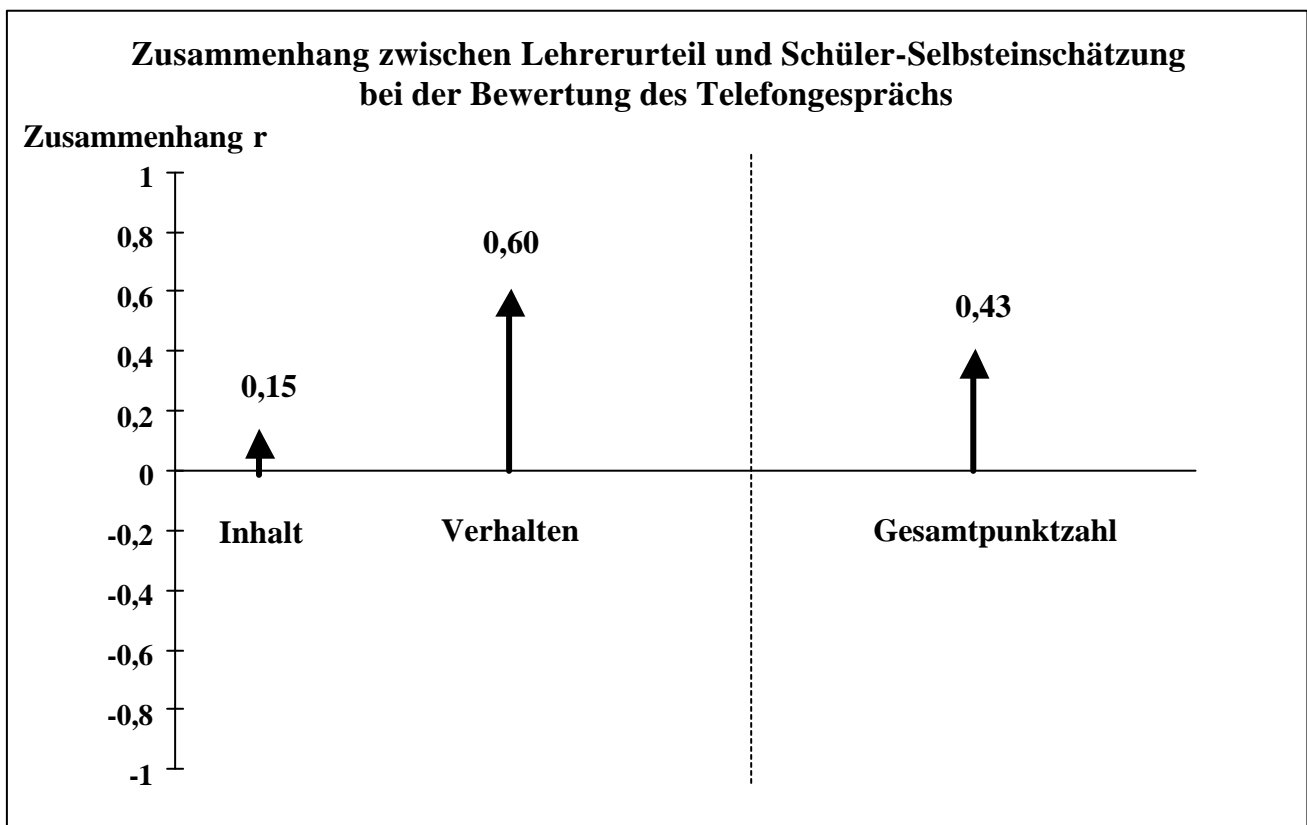 Zusammenhang zwischen Lehrerurteil und Schüler-Selbsteinschätzung
bei der Bewertung des Telefongesprächs
Zusammenhang r
1
0,8
0,60
0,6
0,43
0,4
0,15
0,2
0
-0,2
Inhalt
Verhalten
Gesamtpunktzahl
-0,4
-0,6
-0,8
-1